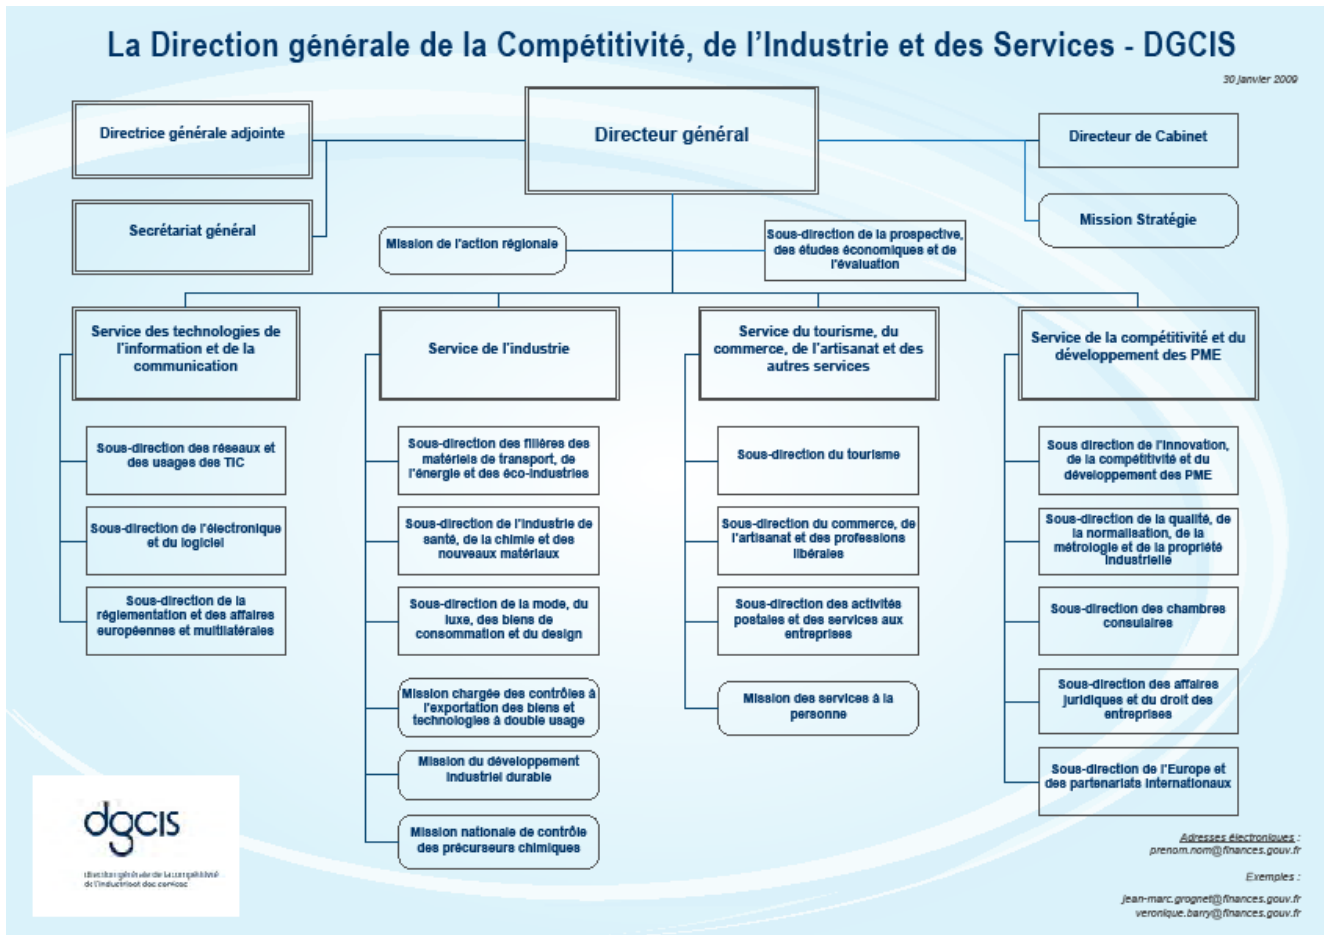 La Direction générale de la Compétitivité, de l'Industrie et des Services - DGCIS
30 janvier 2009
Directrice générale adjointe
Directeur général
Directeur de Cabinet
Secrétariat général
Mission Stratégie
Mission de l'action régionale
Sous-direction de la prospective,
des études économiques et de
l'évaluation
Service des technologies de
l'information et de la
communication
Service de l'industrie
Service du tourisme, du
commerce, de l'artisanat et des
autres services
Service de la compétitivité et du
développement des PME
Sous-direction des réseaux et
des usages des TIC
Sous-direction de l'électronique
et du logiciel
Sous-direction de la
réglementation et des affaires
européennes et multilatérales
Sous-direction des filières des
matériels de transport, de
l'énergie et des éco-industries
Sous-direction de l'industrie de
santé, de la chimie et des
nouveaux matériaux
Sous-direction de la mode, du
luxe, des biens de
consommation et du design
Mission chargée des contrôles à
l'exportation des biens et
technologies à double usage
Mission du développement
industriel durable
Mission nationale de contrôle
des précurseurs chimiques
Sous-direction du tourisme
Sous-direction du commerce, de
l'artisanat et des professions
libérales
Sous-direction des activités
postales et des services aux
entreprises
Mission des services à la
personne
Sous direction de l'innovation,
de la compétitivité et du
développement des PME
Sous-direction de la qualité, de
la normalisation, de la
métrologie et de la propriété
industrielle
Sous-direction des chambres
consulaires
Sous-direction des affaires
juridiques et du droit des
entreprises
Sous-direction de l'Europe et
des partenariats internationaux
dgcis
direction générale de la compétitivité
de l'industrie et des services
Adresses électroniques :
prenom.nom@finances.gouv.fr
Exemples :
jean-marc.grognet@finances.gouv.fr
veronique.barry@finances.gouv.fr